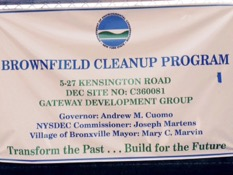 BROWNFIELD CLEANUP PROGRAM
5-27 KENSINGTON ROAD
DEC SITE NO: C360081
GATEWAY DEVELOPMENT GROUP
Governor: Andrew M. Cuomo
NYSDEC Commissioner: Joseph Martens
Village of Bronxville Mayor: Mary C. Marvin
Transform the Past . . . Build for the Future